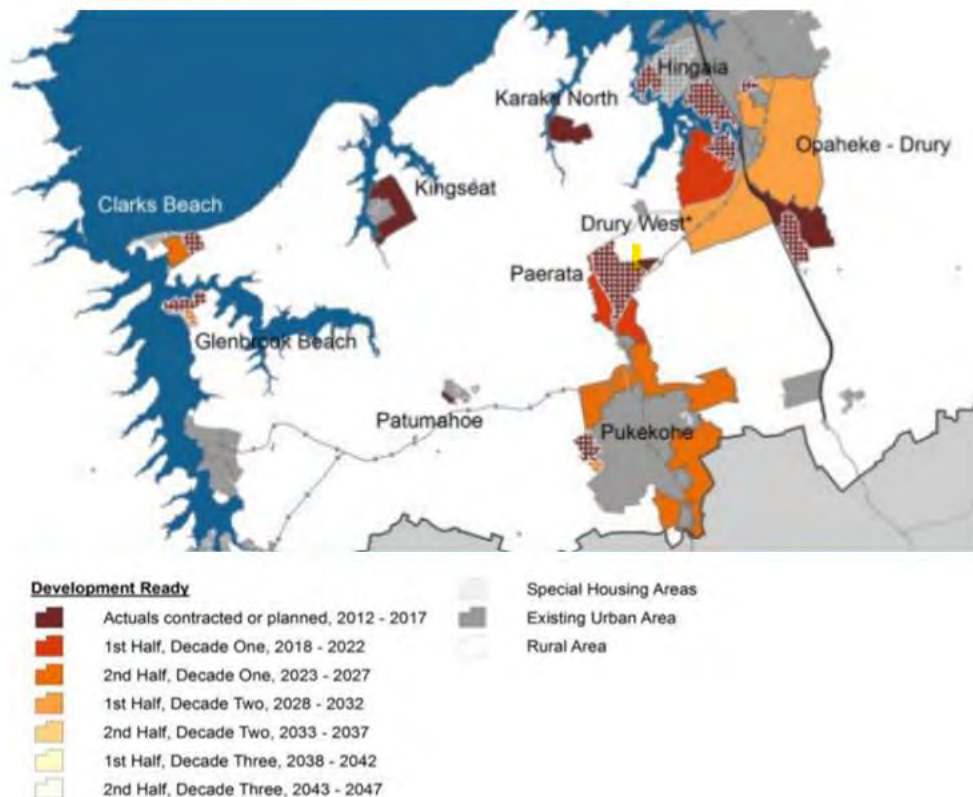 Hingaia
Karaka North
Opaheke - Drury
Kingseat
Clarks Beach
Drury West*
Paerata
Glenbrook Beach
Patumahoe
Pukekohe
Development Ready
Actuals contracted or planned, 2012 - 2017
1st Half, Decade One, 2018 - 2022
2nd Half, Decade One, 2023 - 2027
1st Half, Decade Two, 2028 - 2032
2nd Half, Decade Two, 2033 - 2037
1st Half, Decade Three, 2038 - 2042
2nd Half, Decade Three, 2043 - 2047
Special Housing Areas
Existing Urban Area
Rural Area